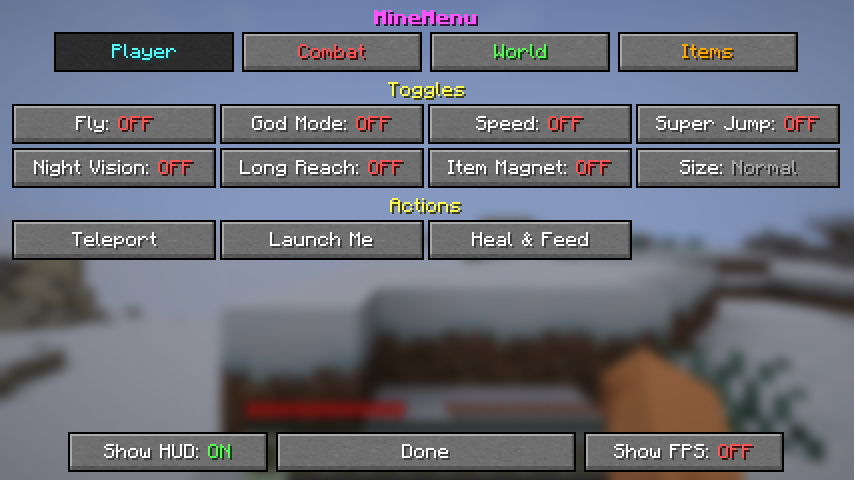 MineMenu
Player Combat World Items
Toggles
Fly: OFF God Mode: OFF Speed: OFF Super Jump: OFF
Night Vision: OFF Long Reach: OFF Item Magnet: OFF Size: Normal
Actions
Teleport Launch Me Heal & Feed
Show HUD: ON Done Show FPS: OFF